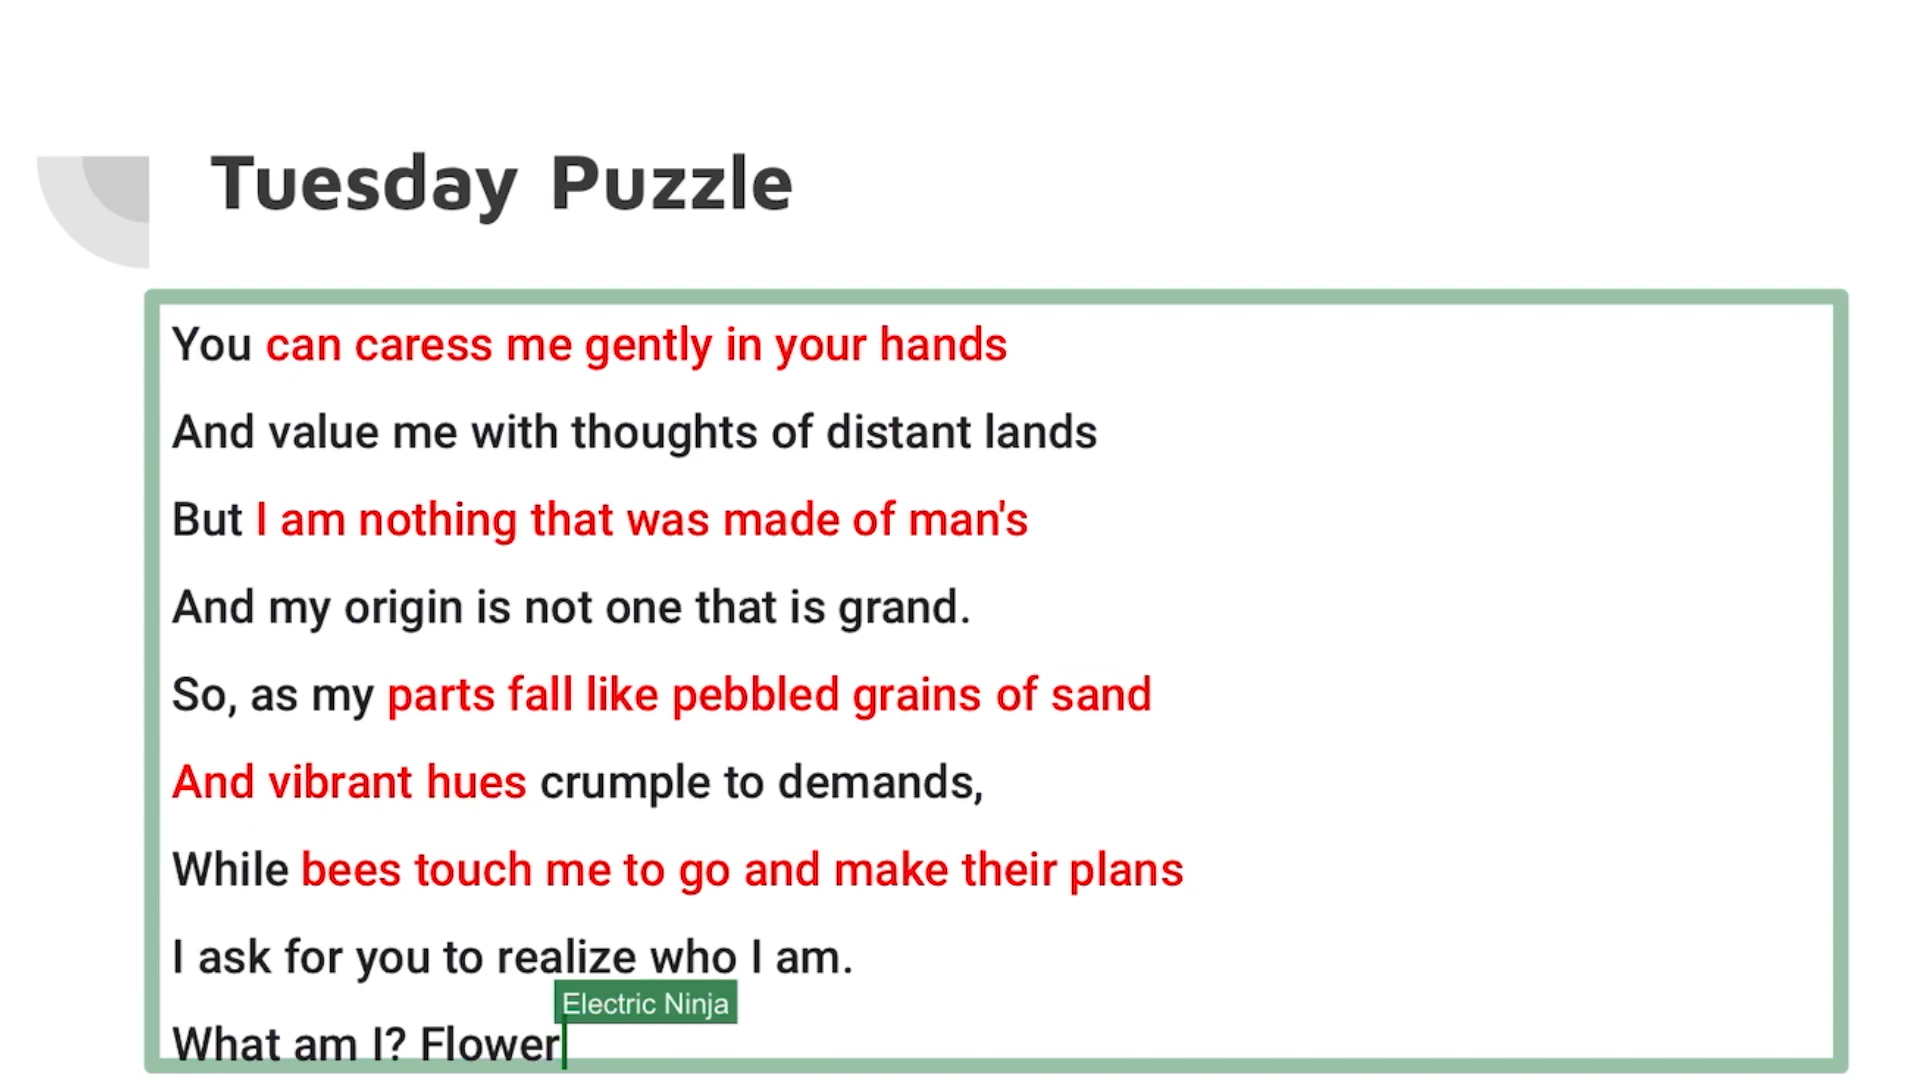 Tuesday Puzzle
You can caress me gently in your hands
And value me with thoughts of distant lands
But I am nothing that was made of man's
And my origin is not one that is grand.
So, as my parts fall like pebbled grains of sand
And vibrant hues crumple to demands,
While bees touch me to go and make their plans
I ask for you to realize who I am.
Electric Ninja
What am I? Flower